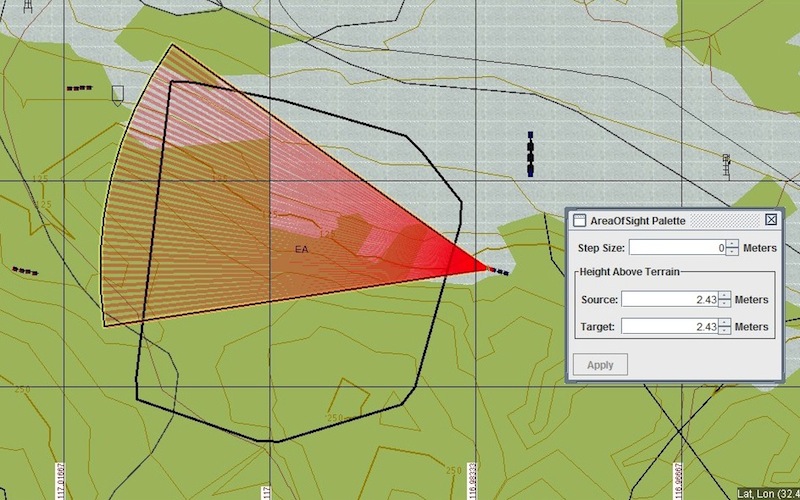 125
125
125
125
125
EA
AreaOfSight Palette
Step Size: 0 Meters
Height Above Terrain
Source: 2.43 Meters
Target: 2.43 Meters
Apply
250
250
250
117.01667
117
116.98333
116.96667
Lat, Lon (32.4